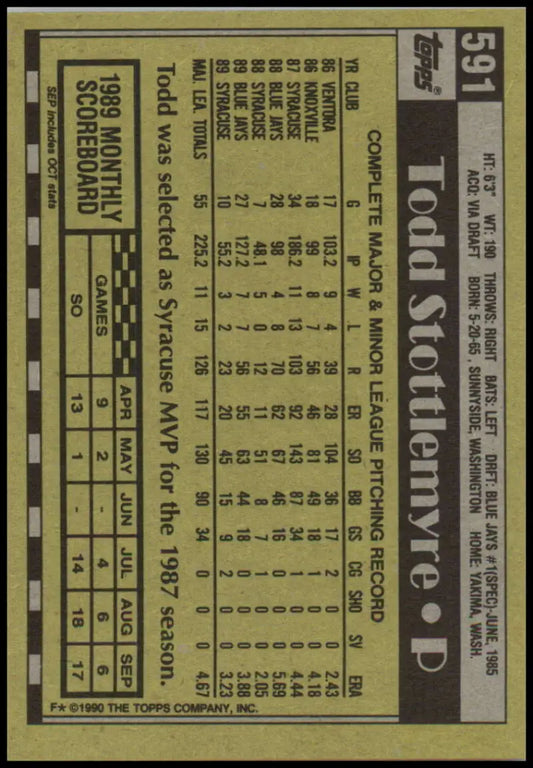 591
topps®
HT: 6'3" WT: 190 THROWS: RIGHT BATS: LEFT DRFT: BLUE JAYS #1(SPEC)-JUNE, 1985
ACQ: VIA DRAFT BORN: 5-20-65, SUNNYSIDE, WASHINGTON HOME: YAKIMA, WASH.
Todd Stottlemyre • P
COMPLETE MAJOR & MINOR LEAGUE PITCHING RECORD
YR CLUB G IP W L R ER SO BB GS CG SHO SV ERA
86 VENTORA 17 103.2 9 4 39 28 104 36 17 2 0 0 2.43
86 KNOXVILLE 18 99 8 7 56 46 81 49 18 1 0 0 4.18
87 SYRACUSE 34 186.2 11 13 103 92 143 87 34 1 0 0 4.44
88 BLUE JAYS 28 98 4 8 70 62 67 46 16 0 0 0 5.69
88 SYRACUSE 7 48.1 5 0 12 11 51 8 7 1 0 0 2.05
89 BLUE JAYS 27 127.2 7 7 56 55 63 44 18 0 0 0 3.88
89 SYRACUSE 10 55.2 3 2 23 20 45 15 9 2 0 0 3.23
MAJ. LEA. TOTALS 55 225.2 11 15 126 117 130 90 34 0 0 0 4.67
Todd was selected as Syracuse MVP for the 1987 season.
1989 MONTHLY
SCOREBOARD
APR MAY JUN JUL AUG SEP
GAMES 9 2 - 4 6 6
SO 13 1 - 14 18 17
SEP includes OCT stats
F★ ©1990 THE TOPPS COMPANY, INC.